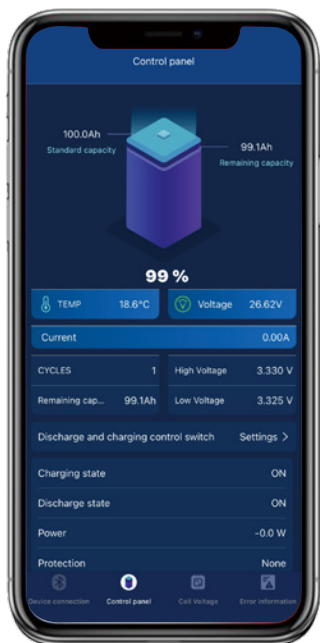 Control panel
100.0Ah
Standard capacity
99.1Ah
Remaining capacity
99 %
TEMP 18.6°C Voltage 26.62V
Current 0.00A
CYCLES 1 High Voltage 3.330 V
Remaining cap... 99.1Ah Low Voltage 3.325 V
Discharge and charging control switch Settings >
Charging state ON
Discharge state ON
Power -0.0 W
Protection None
Device connection Control panel Cell Voltage Error information